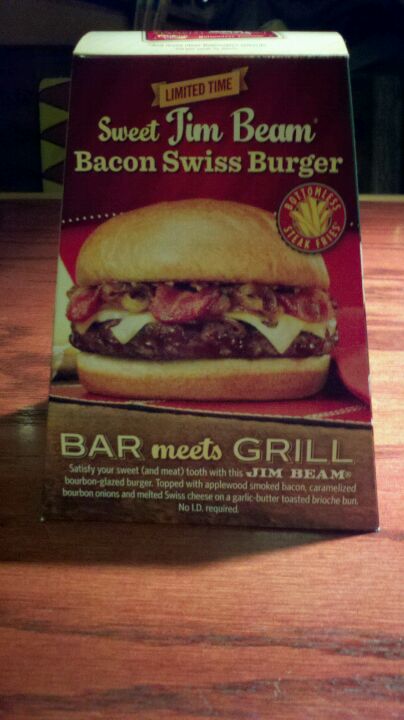 LIMITED TIME
Sweet Jim Beam®
Bacon Swiss Burger
BOTTOMLESS
STEAK FRIES
BAR meets GRILL
Satisfy your sweet (and meat) tooth with this JIM BEAM®
bourbon-glazed burger. Topped with applewood smoked bacon, caramelized
bourbon onions and melted Swiss cheese on a garlic-butter toasted brioche bun.
No I.D. required.